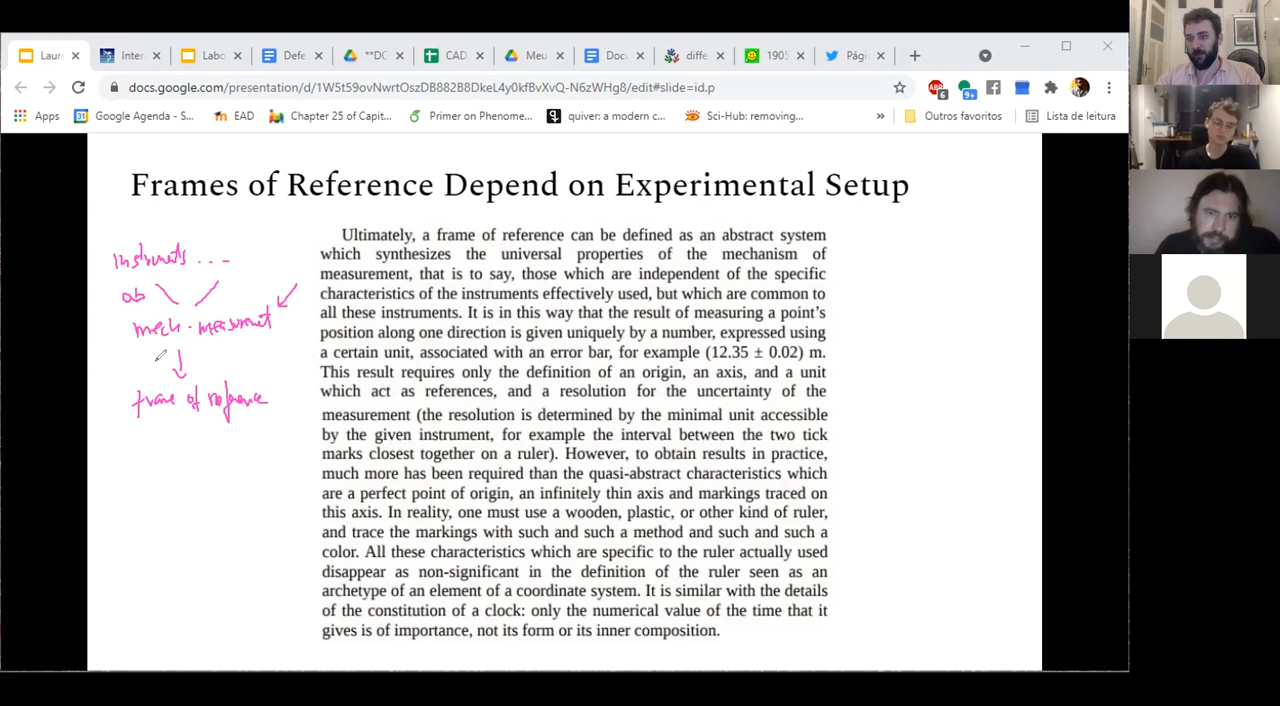 Laure
Inter
Labo
Defe
**DC
CAD
Meu
Docu
differ
1905
Pági
docs.google.com/presentation/d/1W5t59ovNwrtOszDB882B8DkeL4y0kfBvXvQ-N6zWHg8/edit#slide=id.p
6
9+
Apps
Google Agenda - S...
EAD
Chapter 25 of Capit...
Primer on Phenome...
quiver: a modern c...
Sci-Hub: removing...
»
Outros favoritos
Lista de leitura
Frames of Reference Depend on Experimental Setup
instruments ...
ab
mech. measurement
frame of reference
Ultimately, a frame of reference can be defined as an abstract system
which synthesizes the universal properties of the mechanism of
measurement, that is to say, those which are independent of the specific
characteristics of the instruments effectively used, but which are common to
all these instruments. It is in this way that the result of measuring a point's
position along one direction is given uniquely by a number, expressed using
a certain unit, associated with an error bar, for example (12.35 ± 0.02) m.
This result requires only the definition of an origin, an axis, and a unit
which act as references, and a resolution for the uncertainty of the
measurement (the resolution is determined by the minimal unit accessible
by the given instrument, for example the interval between the two tick
marks closest together on a ruler). However, to obtain results in practice,
much more has been required than the quasi-abstract characteristics which
are a perfect point of origin, an infinitely thin axis and markings traced on
this axis. In reality, one must use a wooden, plastic, or other kind of ruler,
and trace the markings with such and such a method and such and such a
color. All these characteristics which are specific to the ruler actually used
disappear as non-significant in the definition of the ruler seen as an
archetype of an element of a coordinate system. It is similar with the details
of the constitution of a clock: only the numerical value of the time that it
gives is of importance, not its form or its inner composition.